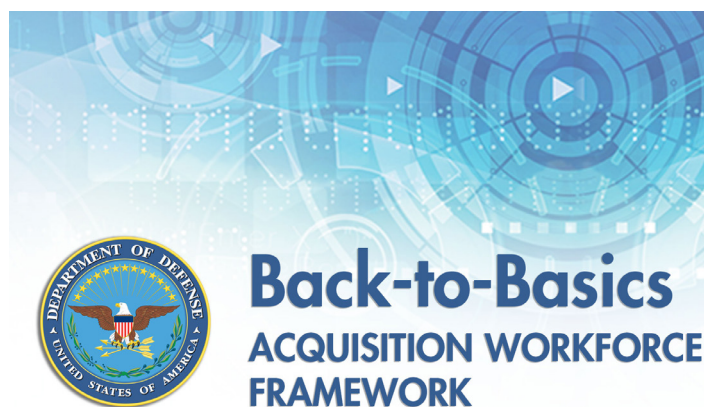 DEPARTMENT OF DEFENSE
UNITED STATES OF AMERICA
Back-to-Basics
ACQUISITION WORKFORCE
FRAMEWORK